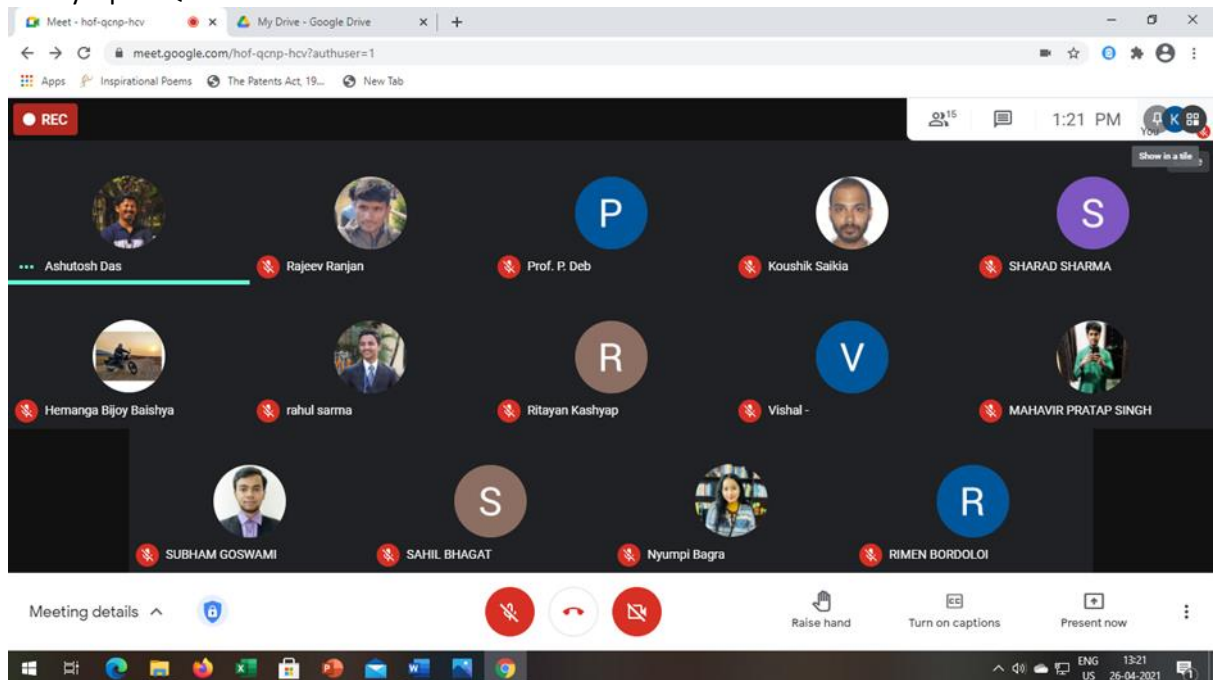 Meet - hof-qcnp-hcv
My Drive - Google Drive
meet.google.com/hof-qcnp-hcv?authuser=1
Apps Inspirational Poems The Patents Act, 19... New Tab
REC
15
1:21 PM
K
You
Show in a tile
P
S
Ashutosh Das
Rajeev Ranjan
Prof. P. Deb
Koushik Saikia
SHARAD SHARMA
R
V
Hemanga Bijoy Baishya
rahul sarma
Ritayan Kashyap
Vishal -
MAHAVIR PRATAP SINGH
S
R
SUBHAM GOSWAMI
SAHIL BHAGAT
Nyumpi Bagra
RIMEN BORDOLOI
Meeting details
Raise hand
CC
Turn on captions
Present now
ENG
US
13:21
26-04-2021
1